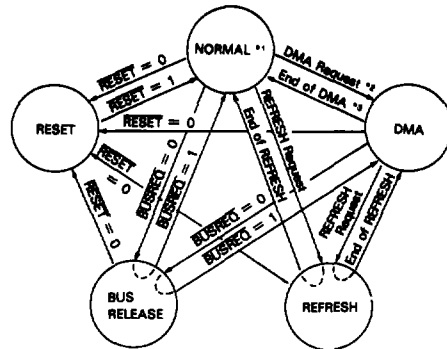 NORMAL *1
RESET = 0
RESET = 1
DMA Request *2
End of DMA *3
RESET
RESET = 0
DMA
RESET = 0
BUSREQ = 0
BUSREQ = 1
REFRESH Request
End of REFRESH
RESET = 0
BUSREQ = 0
BUSREQ = 1
REFRESH
Request
End of REFRESH
BUS
RELEASE
REFRESH